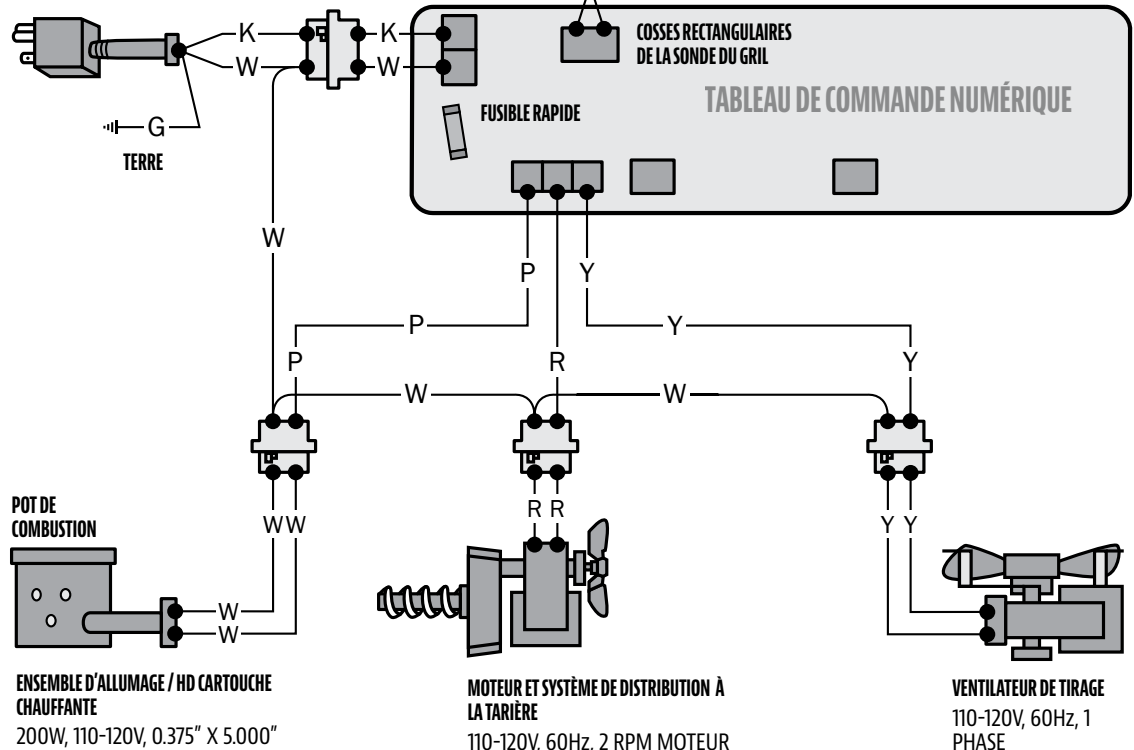 K
K
W
W
G
TERRE
COSSES RECTANGULAIRES
DE LA SONDE DU GRIL
TABLEAU DE COMMANDE NUMÉRIQUE
FUSIBLE RAPIDE
W
P
Y
P
Y
P
R
Y
W
W
POT DE
COMBUSTION
W W
R R
Y Y
W
W
ENSEMBLE D'ALLUMAGE / HD CARTOUCHE
CHAUFFANTE
200W, 110-120V, 0.375" X 5.000"
MOTEUR ET SYSTÈME DE DISTRIBUTION À
LA TARIÈRE
110-120V, 60Hz, 2 RPM MOTEUR
VENTILATEUR DE TIRAGE
110-120V, 60Hz, 1
PHASE